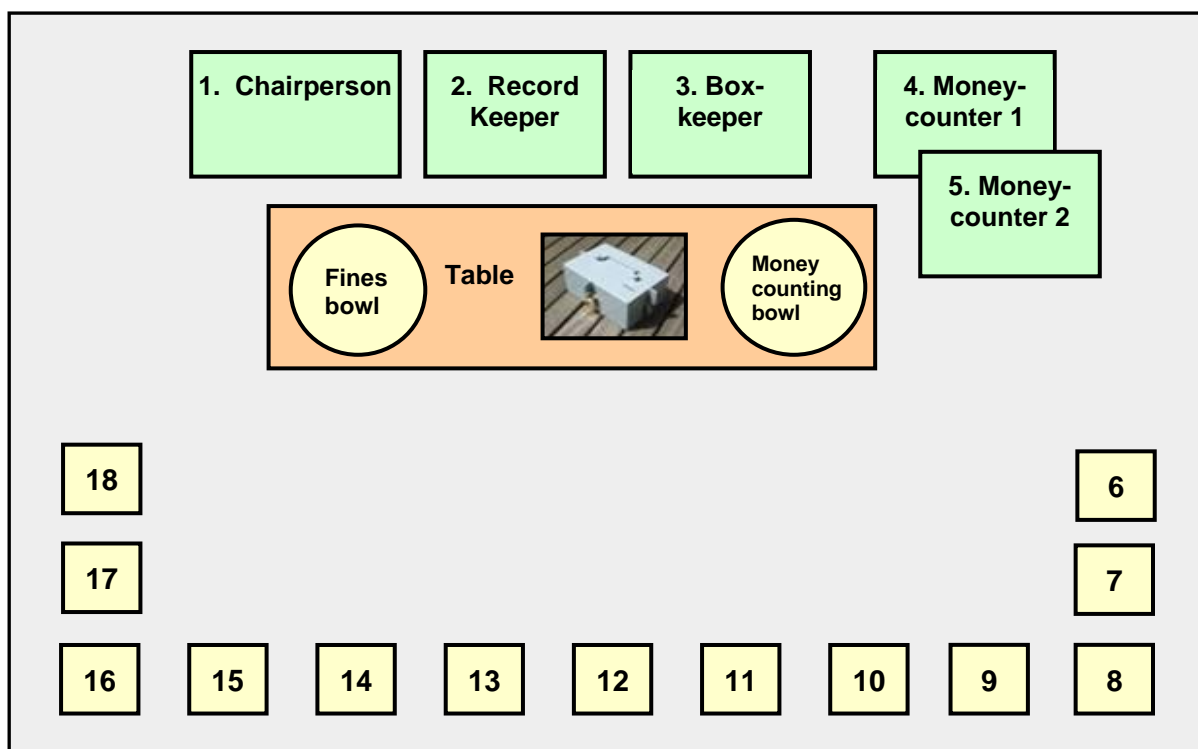 1. Chairperson
2. Record
Keeper
3. Box-
keeper
4. Money-
counter 1
5. Money-
counter 2
Fines
bowl
Table
Money
counting
bowl
18
6
17
7
16
15
14
13
12
11
10
9
8